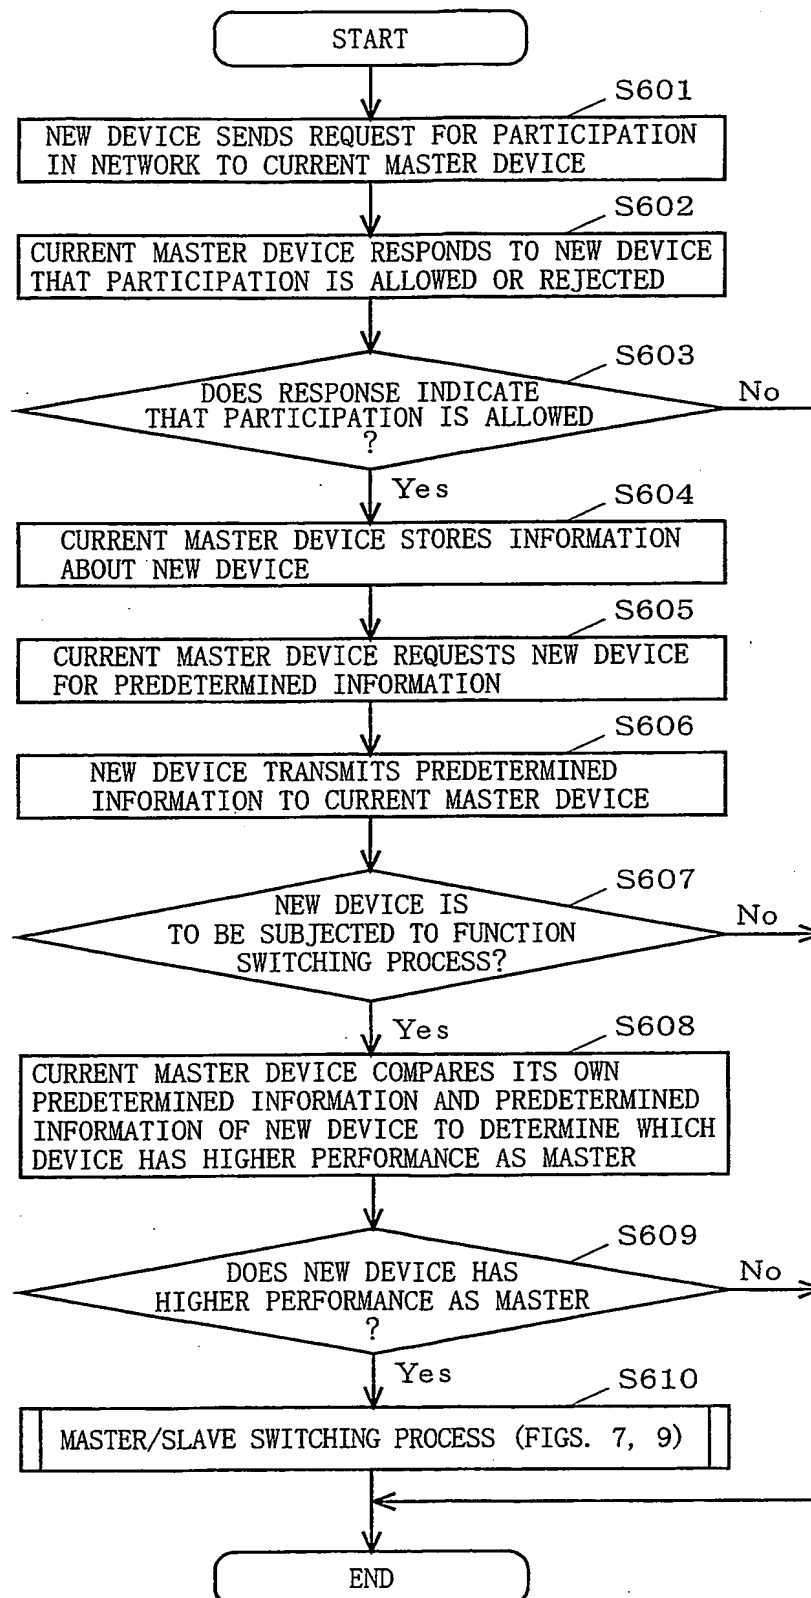 START
S601
NEW DEVICE SENDS REQUEST FOR PARTICIPATION
IN NETWORK TO CURRENT MASTER DEVICE
S602
CURRENT MASTER DEVICE RESPONDS TO NEW DEVICE
THAT PARTICIPATION IS ALLOWED OR REJECTED
S603
DOES RESPONSE INDICATE
THAT PARTICIPATION IS ALLOWED
?
No
Yes
S604
CURRENT MASTER DEVICE STORES INFORMATION
ABOUT NEW DEVICE
S605
CURRENT MASTER DEVICE REQUESTS NEW DEVICE
FOR PREDETERMINED INFORMATION
S606
NEW DEVICE TRANSMITS PREDETERMINED
INFORMATION TO CURRENT MASTER DEVICE
S607
NEW DEVICE IS
TO BE SUBJECTED TO FUNCTION
SWITCHING PROCESS?
No
Yes
S608
CURRENT MASTER DEVICE COMPARES ITS OWN
PREDETERMINED INFORMATION AND PREDETERMINED
INFORMATION OF NEW DEVICE TO DETERMINE WHICH
DEVICE HAS HIGHER PERFORMANCE AS MASTER
S609
DOES NEW DEVICE HAS
HIGHER PERFORMANCE AS MASTER
?
No
Yes
S610
MASTER/SLAVE SWITCHING PROCESS (FIGS. 7, 9)
END